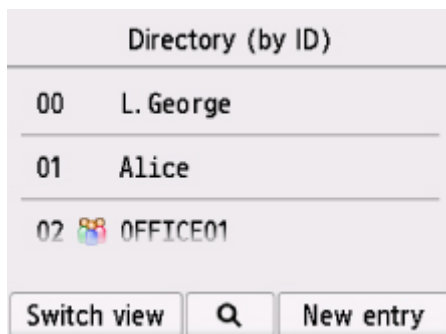 Directory (by ID)
00 L.George
01 Alice
02 OFFICE01
Switch view New entry